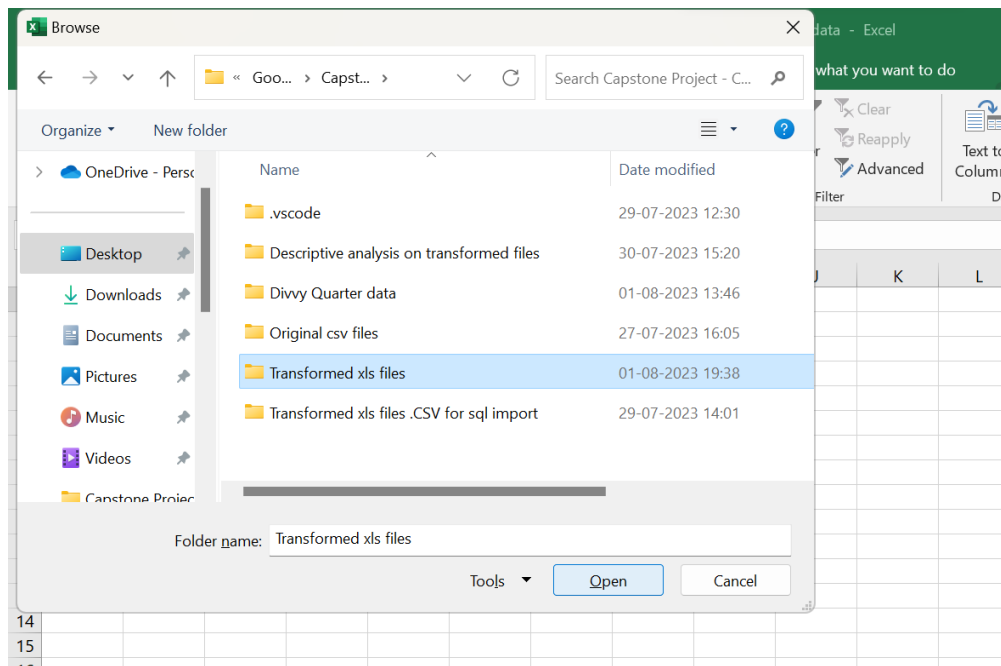 Browse
data - Excel
« Goo... › Capst... ›
Search Capstone Project - C...
what you want to do
Organize
New folder
?
Clear
Reapply
Advanced
Filter
Text to
Colum
OneDrive - Perso
Name
Date modified
.vscode 29-07-2023 12:30
Desktop
Descriptive analysis on transformed files 30-07-2023 15:20
Downloads
Divvy Quarter data 01-08-2023 13:46
Documents
Original csv files 27-07-2023 16:05
Pictures
Transformed xls files 01-08-2023 19:38
Music
Transformed xls files .CSV for sql import 29-07-2023 14:01
Videos
Capstone Projec
K L
Folder name: Transformed xls files
Tools
Open
Cancel
14
15